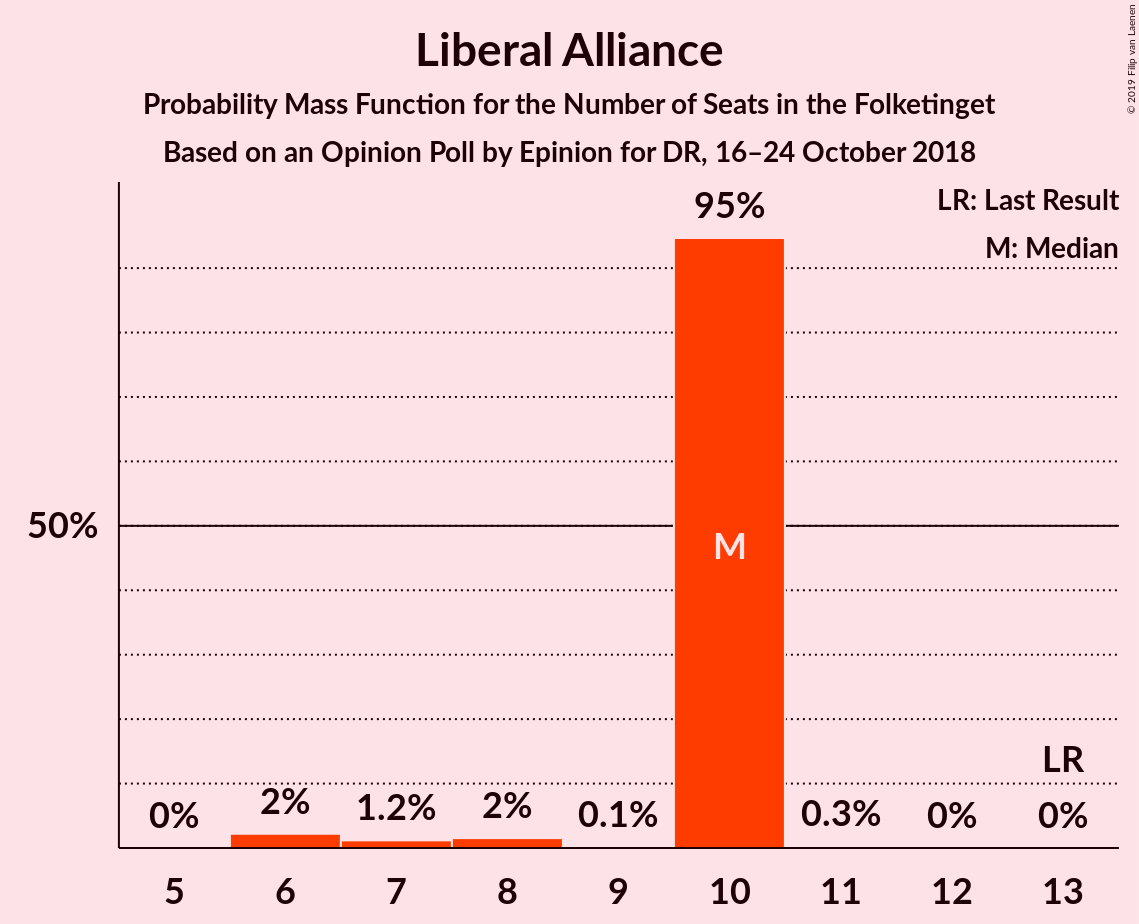 Liberal Alliance
Probability Mass Function for the Number of Seats in the Folketinget
Based on an Opinion Poll by Epinion for DR, 16–24 October 2018
© 2019 Filip van Laenen
LR: Last Result
M: Median
95%
50%
M
LR
0%
2%
1.2%
2%
0.1%
0.3%
0%
0%
5
6
7
8
9
10
11
12
13